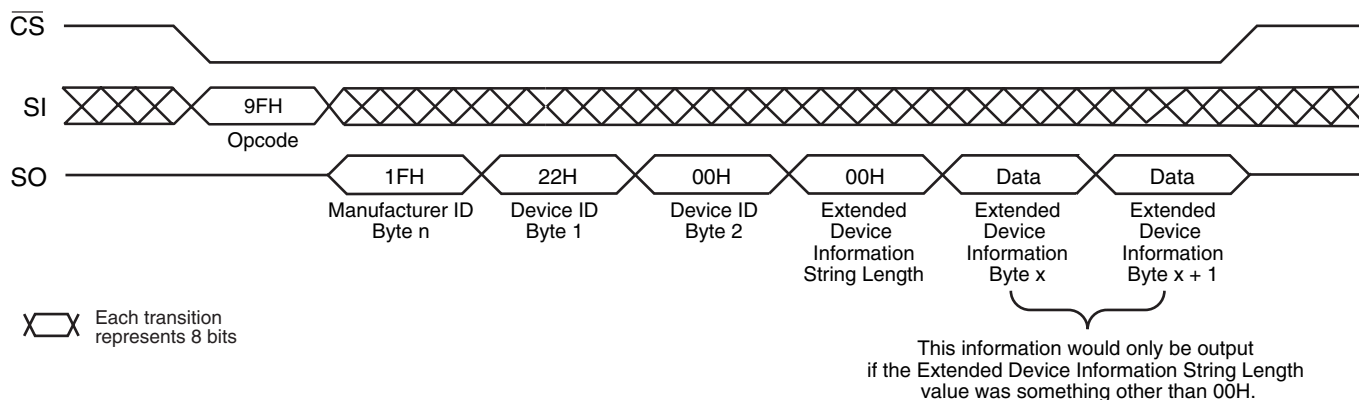 CS
SI
9FH
Opcode
SO
1FH
22H
00H
00H
Data
Data
Manufacturer ID
Byte n
Device ID
Byte 1
Device ID
Byte 2
Extended
Device
Information
String Length
Extended
Device
Information
Byte x
Extended
Device
Information
Byte x + 1
Each transition
represents 8 bits
This information would only be output
if the Extended Device Information String Length
value was something other than 00H.